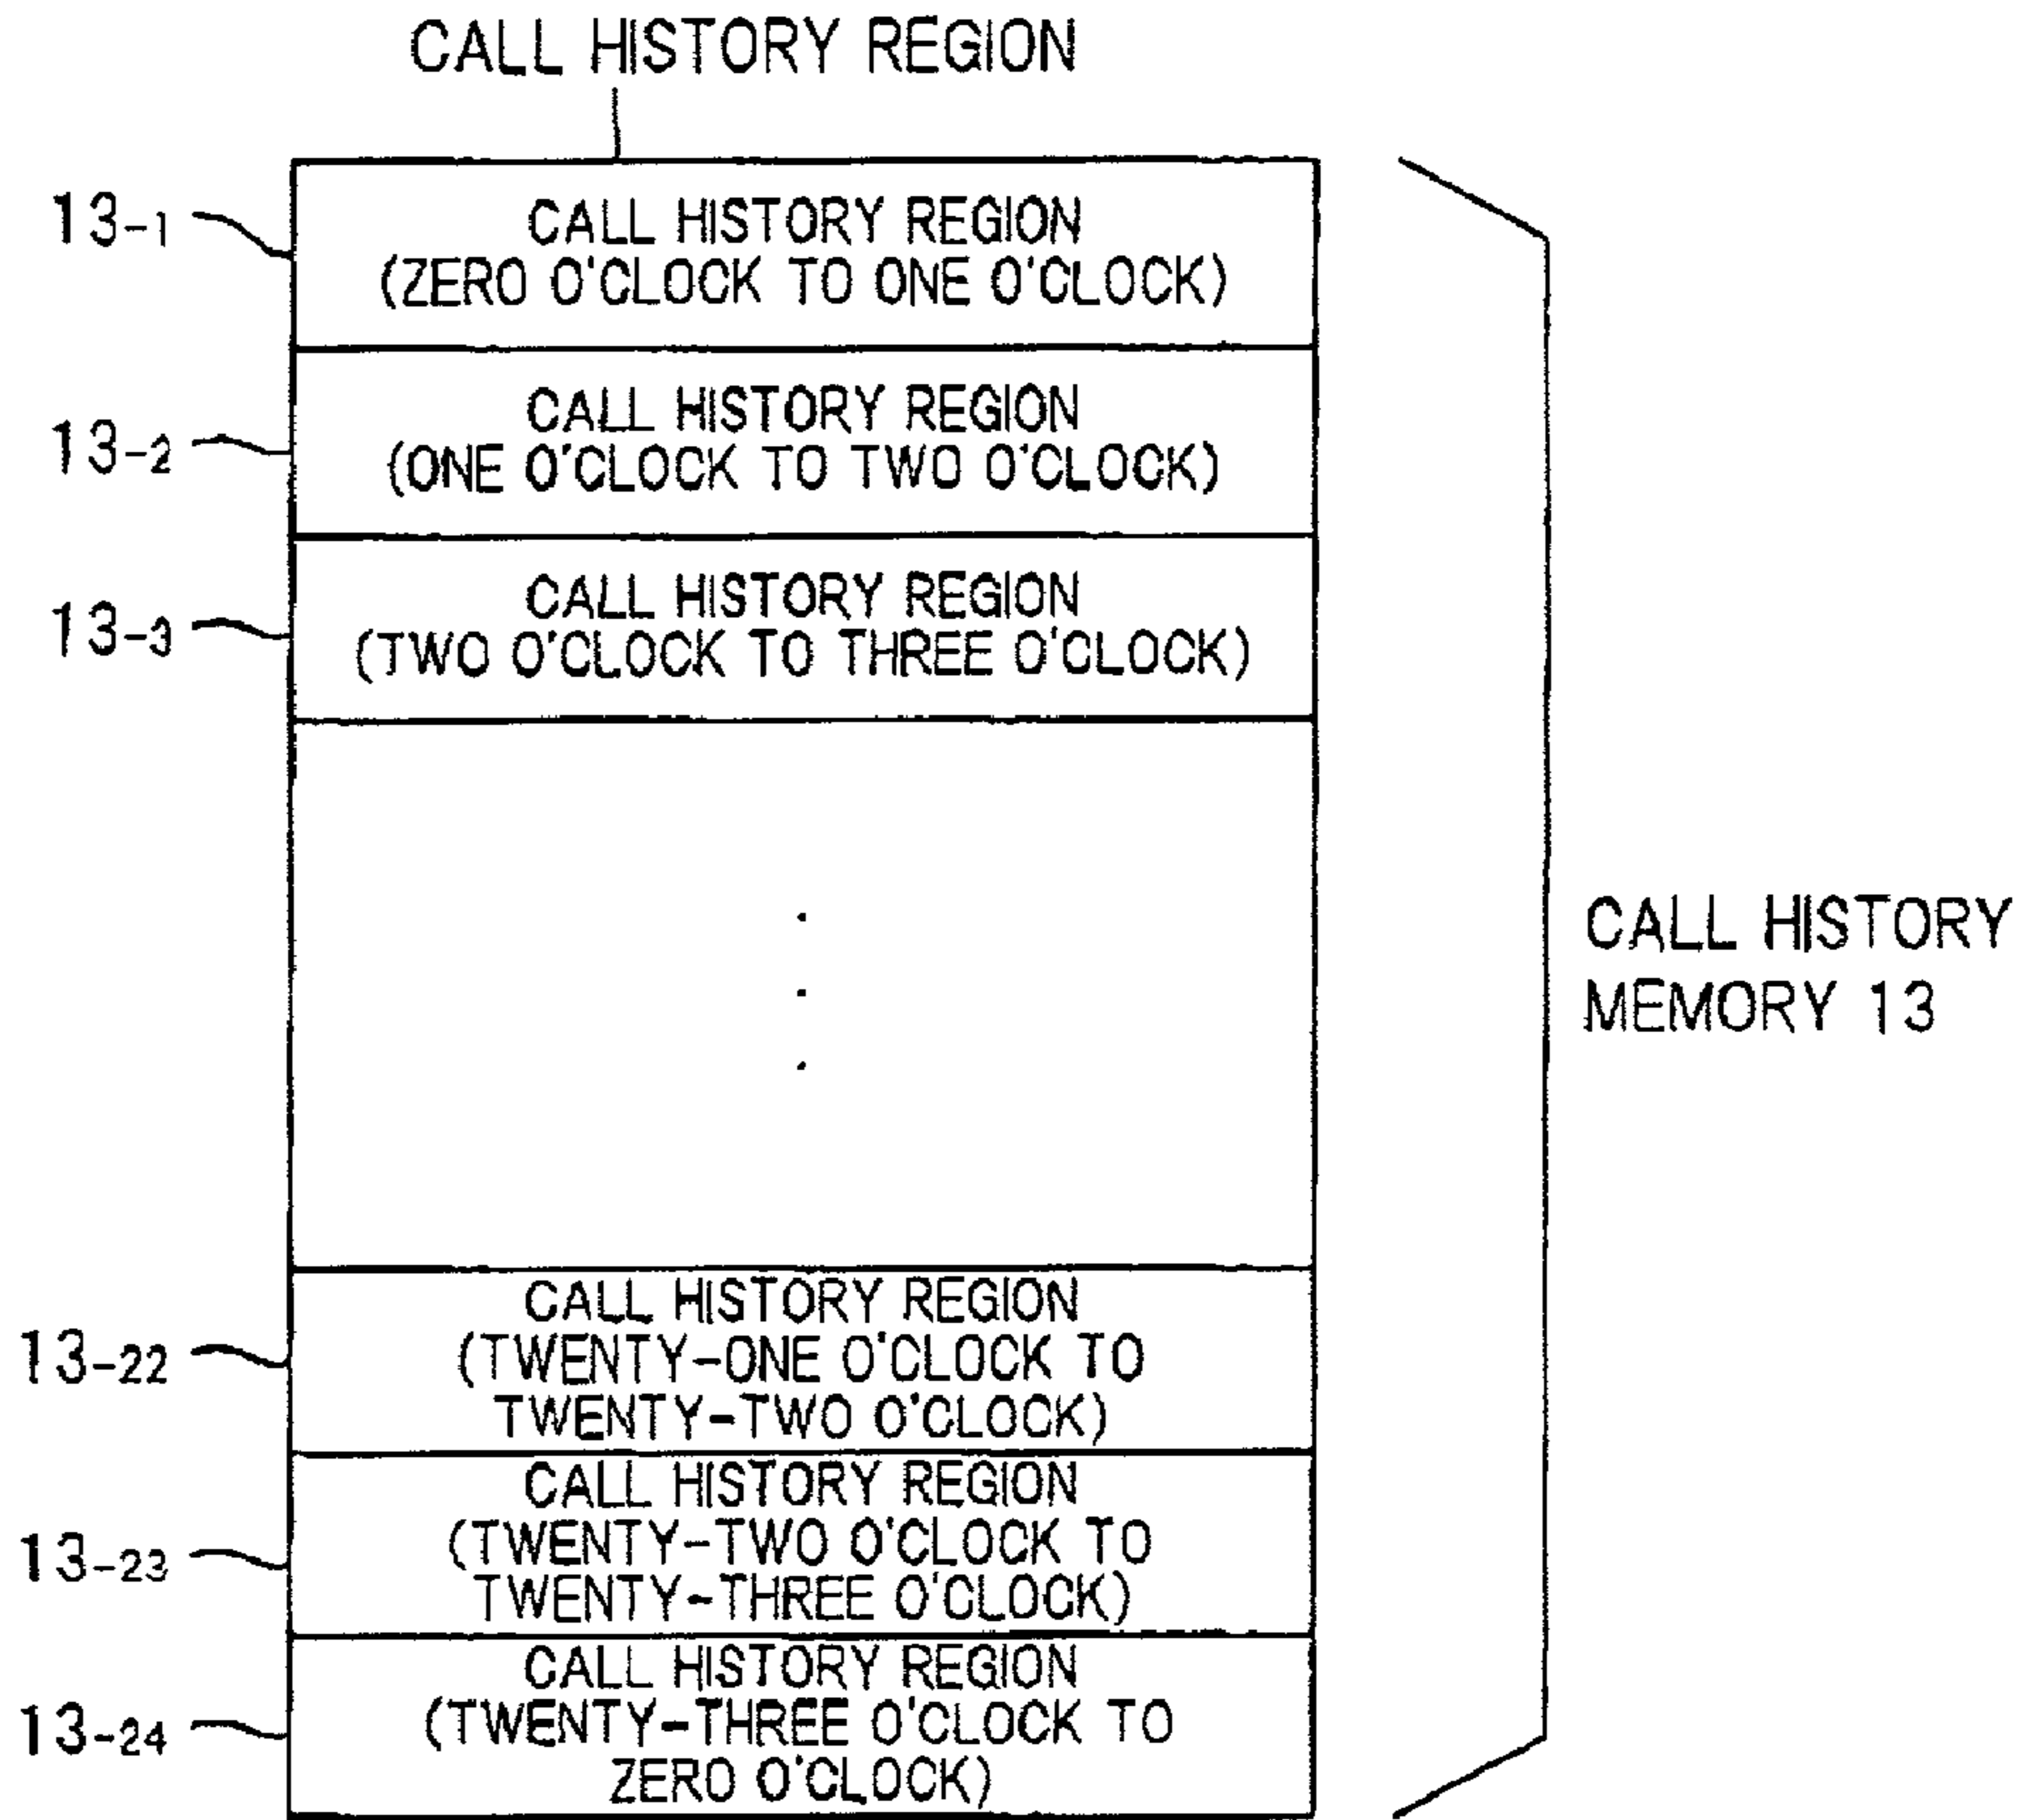 CALL HISTORY REGION
13-1
CALL HISTORY REGION
(ZERO O'CLOCK TO ONE O'CLOCK)
13-2
CALL HISTORY REGION
(ONE O'CLOCK TO TWO O'CLOCK)
13-3
CALL HISTORY REGION
(TWO O'CLOCK TO THREE O'CLOCK)
CALL HISTORY
MEMORY 13
13-22
CALL HISTORY REGION
(TWENTY-ONE O'CLOCK TO
TWENTY-TWO O'CLOCK)
13-23
CALL HISTORY REGION
(TWENTY-TWO O'CLOCK TO
TWENTY-THREE O'CLOCK)
13-24
CALL HISTORY REGION
(TWENTY-THREE O'CLOCK TO
ZERO O'CLOCK)